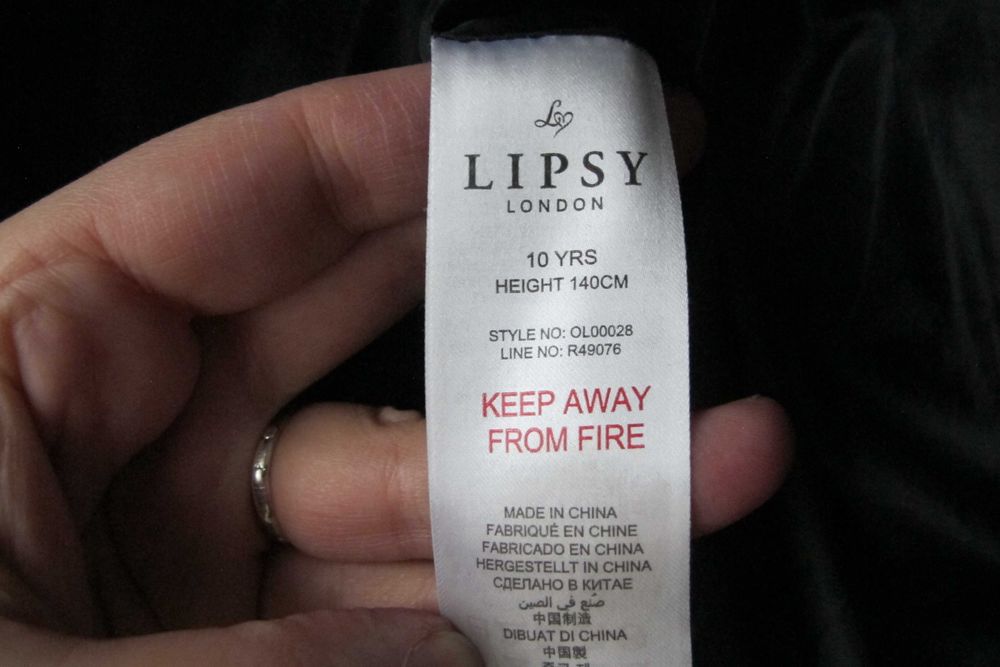 LIPSY
LONDON
10 YRS
HEIGHT 140CM
STYLE NO: OL00028
LINE NO: R49076
KEEP AWAY
FROM FIRE
MADE IN CHINA
FABRIQUÉ EN CHINE
FABRICADO EN CHINA
HERGESTELLT IN CHINA
СДЕЛАНО В КИТАЕ
صنع في الصين
中国制造
DIBUAT DI CHINA
中國製